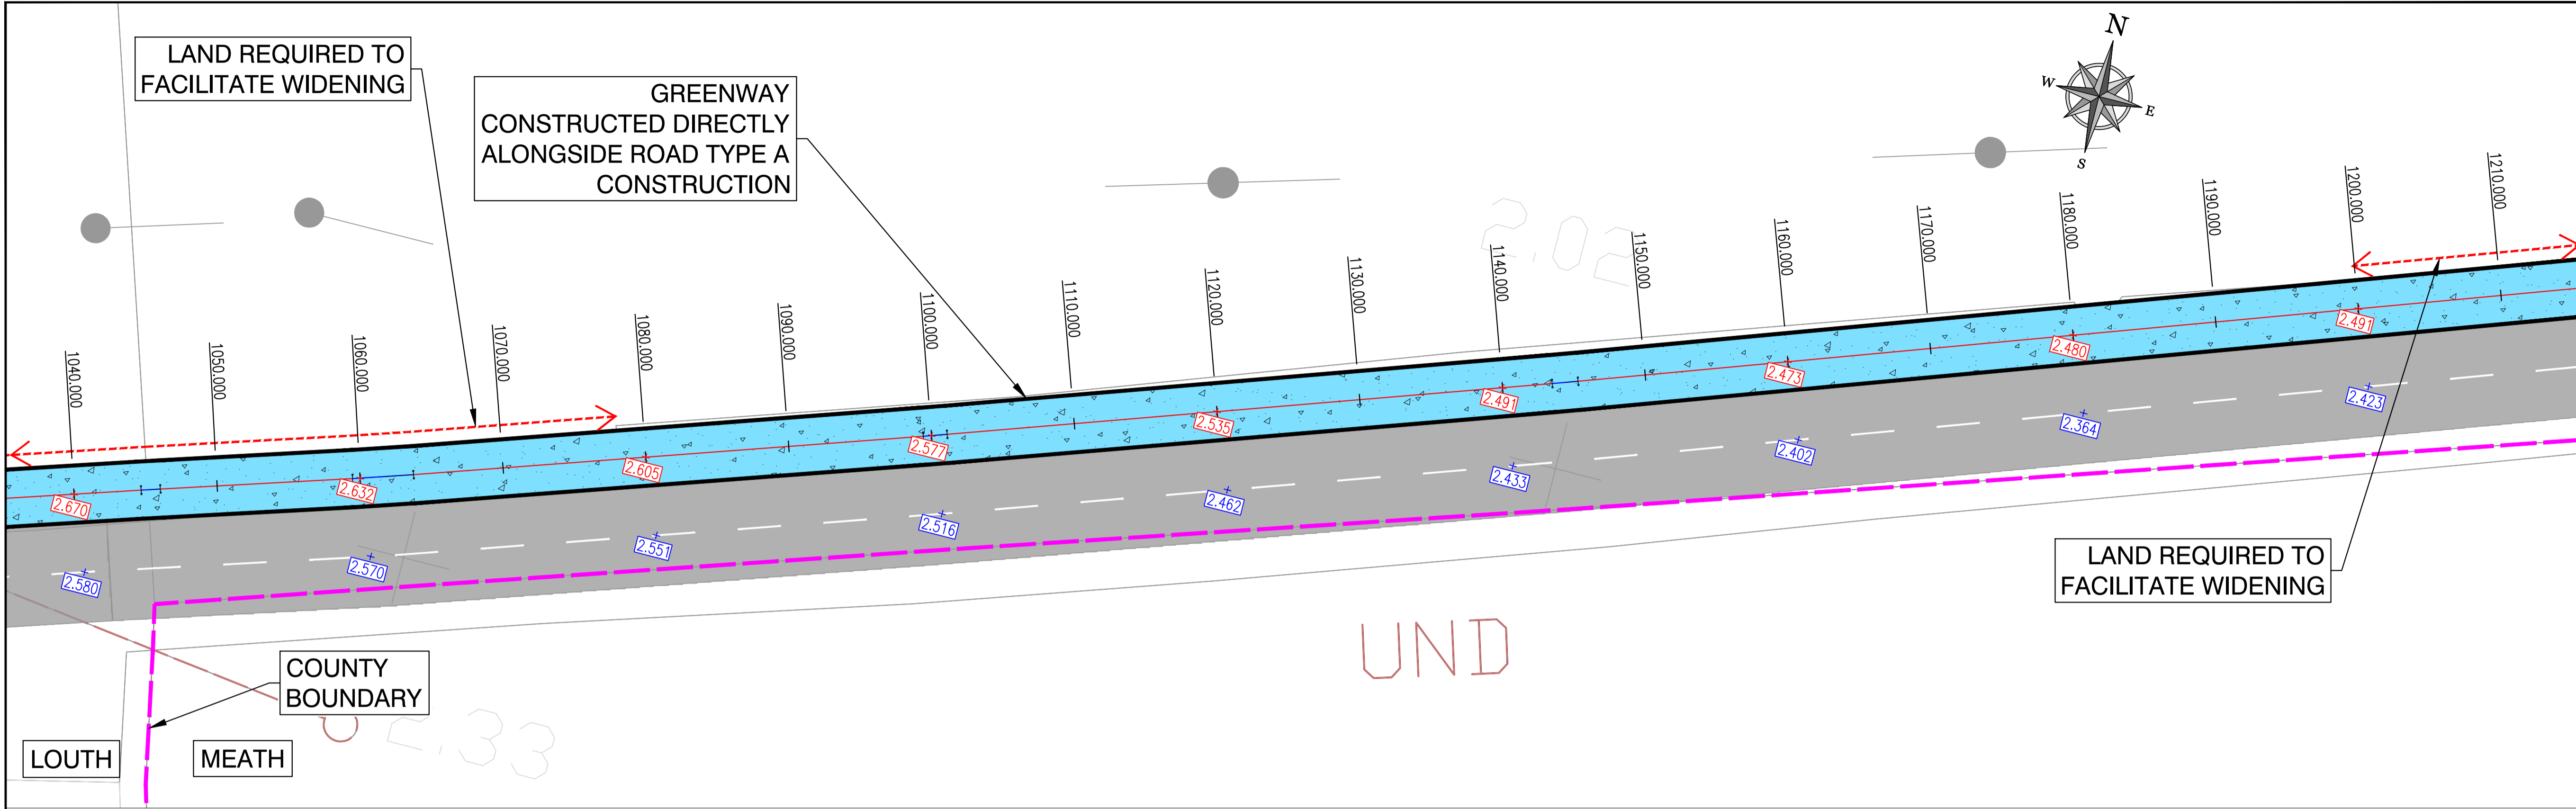 LAND REQUIRED TO
FACILITATE WIDENING
GREENWAY
CONSTRUCTED DIRECTLY
ALONGSIDE ROAD TYPE A
CONSTRUCTION
N
W
E
S
2.02
1040.000
1050.000
1060.000
1070.000
1080.000
1090.000
1100.000
1110.000
1120.000
1130.000
1140.000
1150.000
1160.000
1170.000
1180.000
1190.000
1200.000
1210.000
2.670
2.632
2.605
2.577
2.535
2.491
2.473
2.480
2.491
2.580
2.570
2.551
2.516
2.462
2.433
2.402
2.364
2.423
LAND REQUIRED TO
FACILITATE WIDENING
UND
COUNTY
BOUNDARY
2.33
LOUTH
MEATH